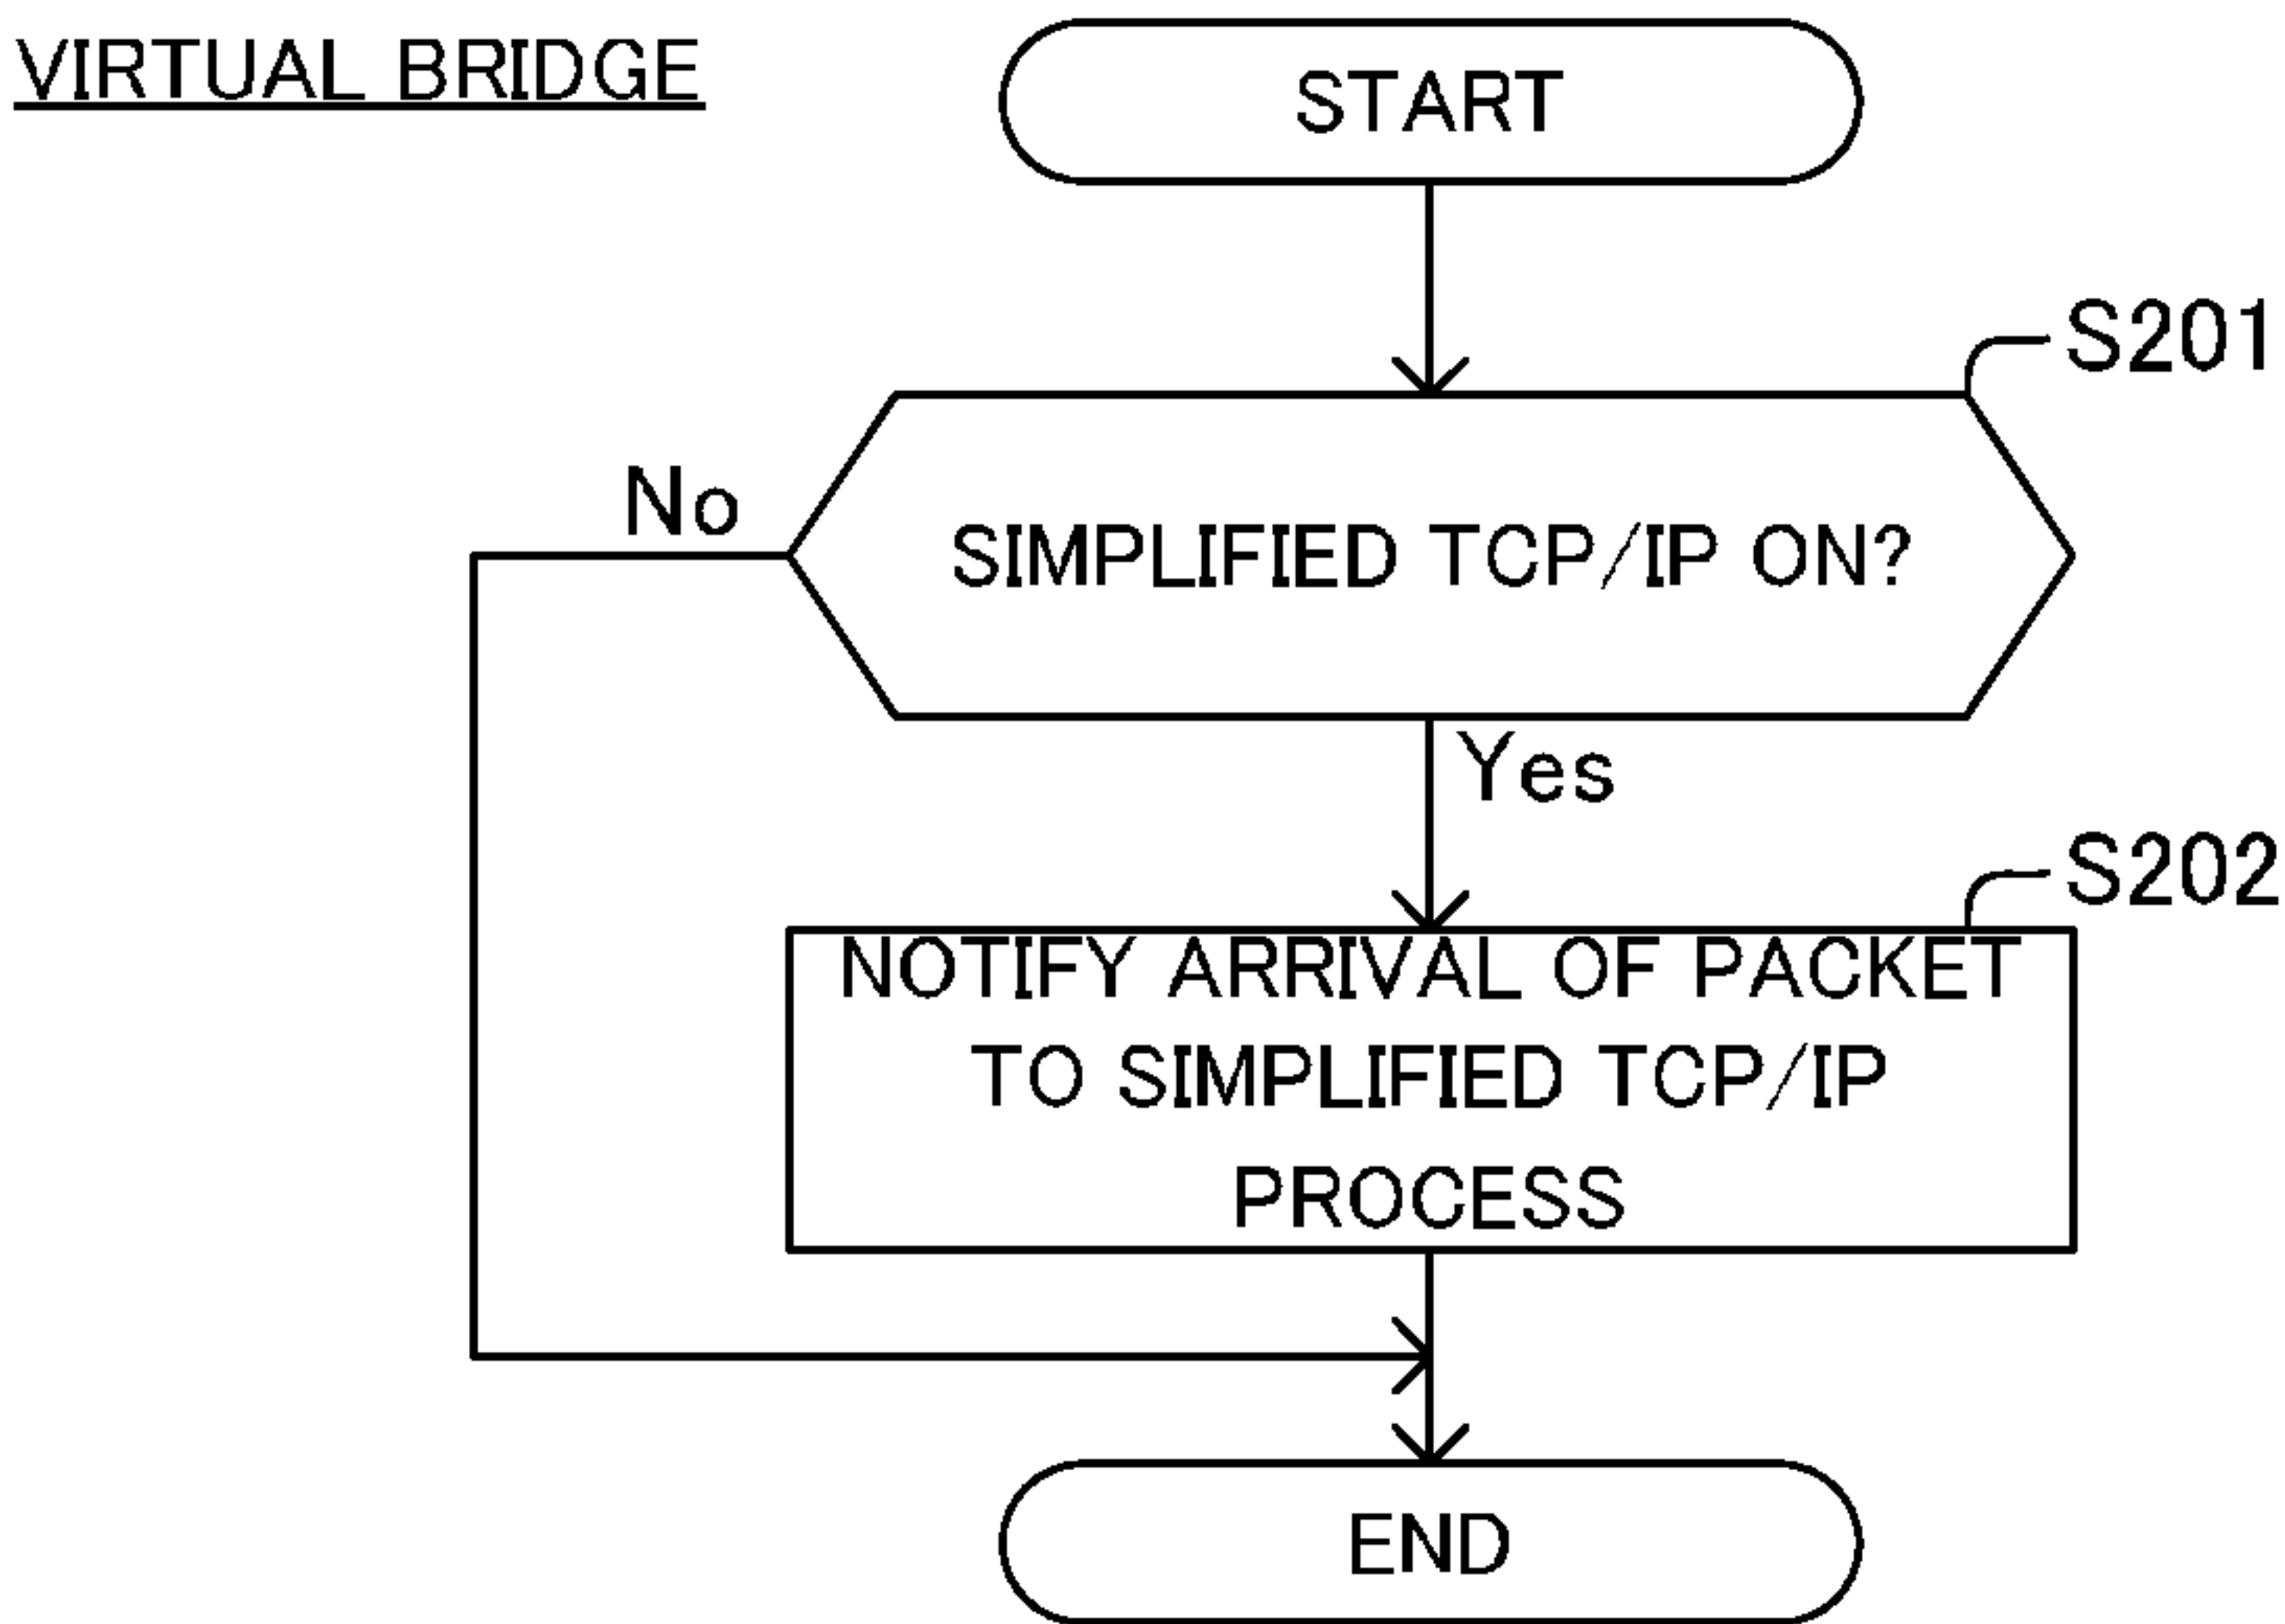 VIRTUAL BRIDGE
START
S201
No
SIMPLIFIED TCP/IP ON?
Yes
S202
NOTIFY ARRIVAL OF PACKET
TO SIMPLIFIED TCP/IP
PROCESS
END